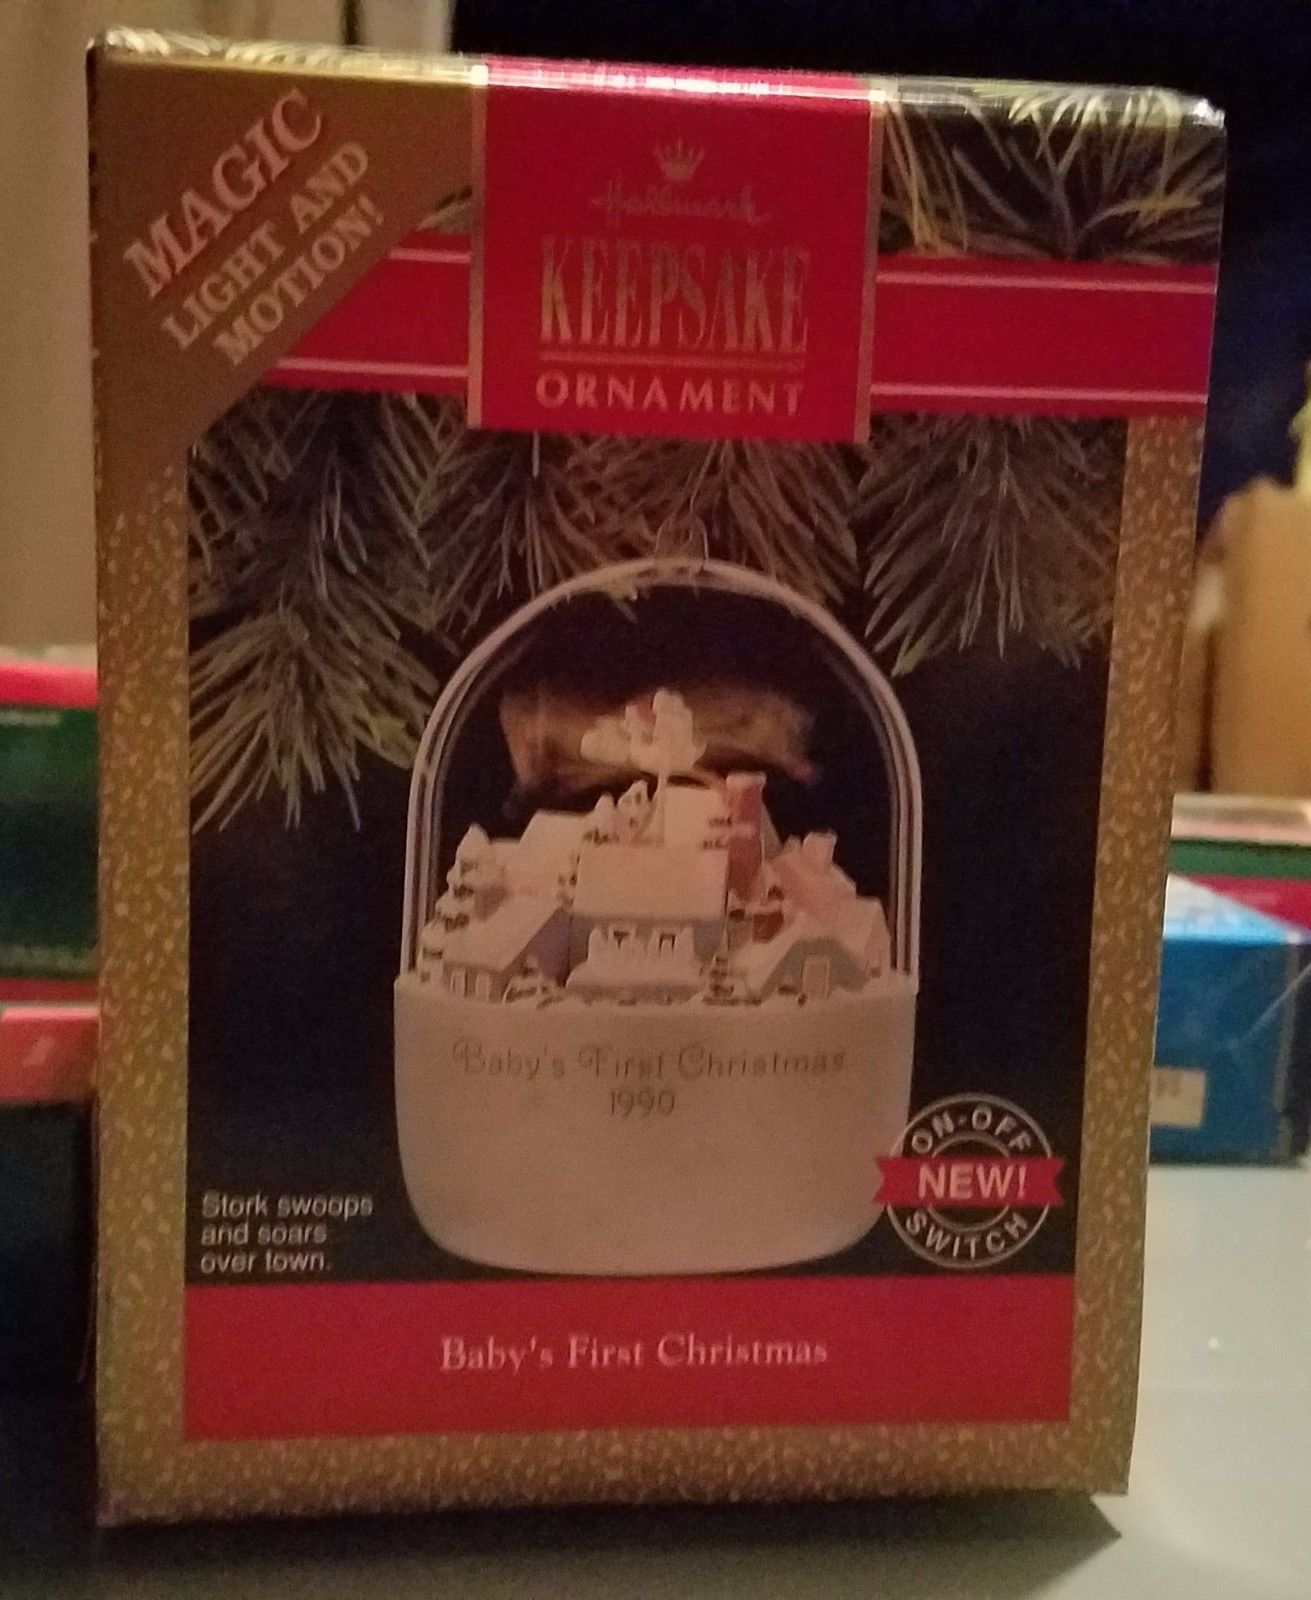 MAGIC
LIGHT AND
MOTION!
Hallmark
KEEPSAKE
ORNAMENT
Baby's First Christmas
1990
Stork swoops
and soars
over town.
ON-OFF
NEW!
SWITCH
Baby's First Christmas